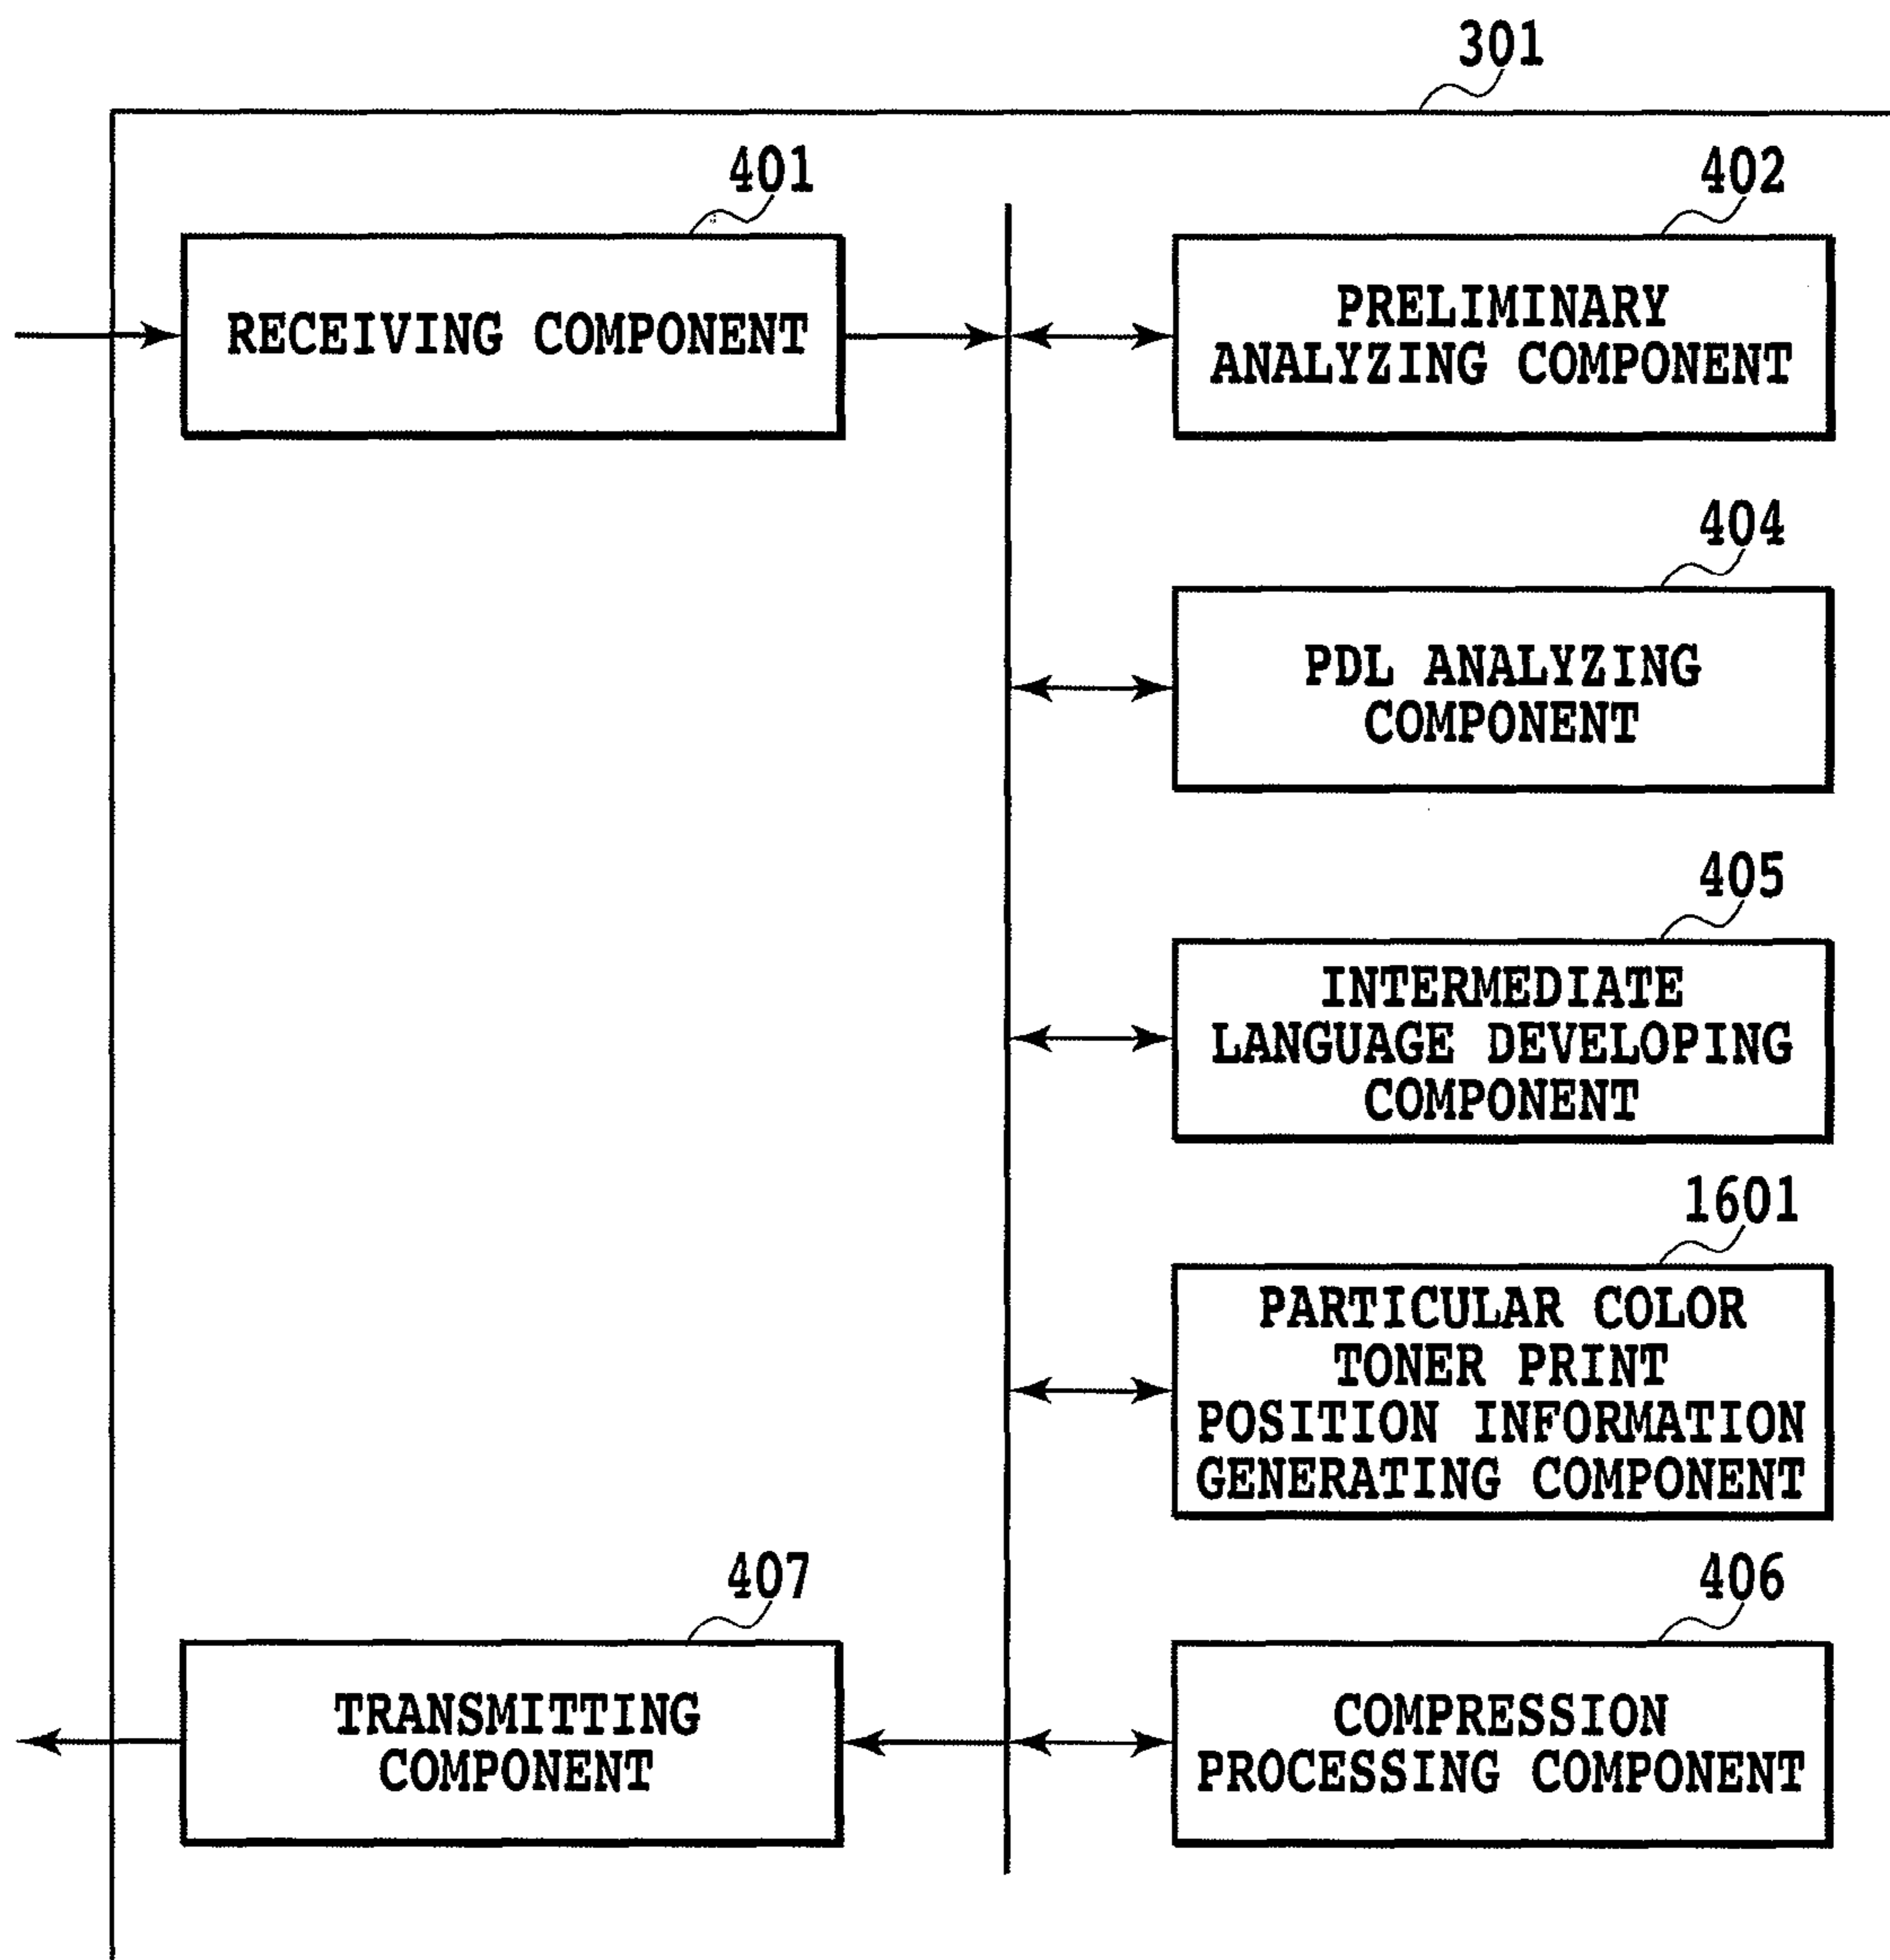 301
401
RECEIVING COMPONENT
402
PRELIMINARY
ANALYZING COMPONENT
404
PDL ANALYZING
COMPONENT
405
INTERMEDIATE
LANGUAGE DEVELOPING
COMPONENT
1601
PARTICULAR COLOR
TONER PRINT
POSITION INFORMATION
GENERATING COMPONENT
407
TRANSMITTING
COMPONENT
406
COMPRESSION
PROCESSING COMPONENT